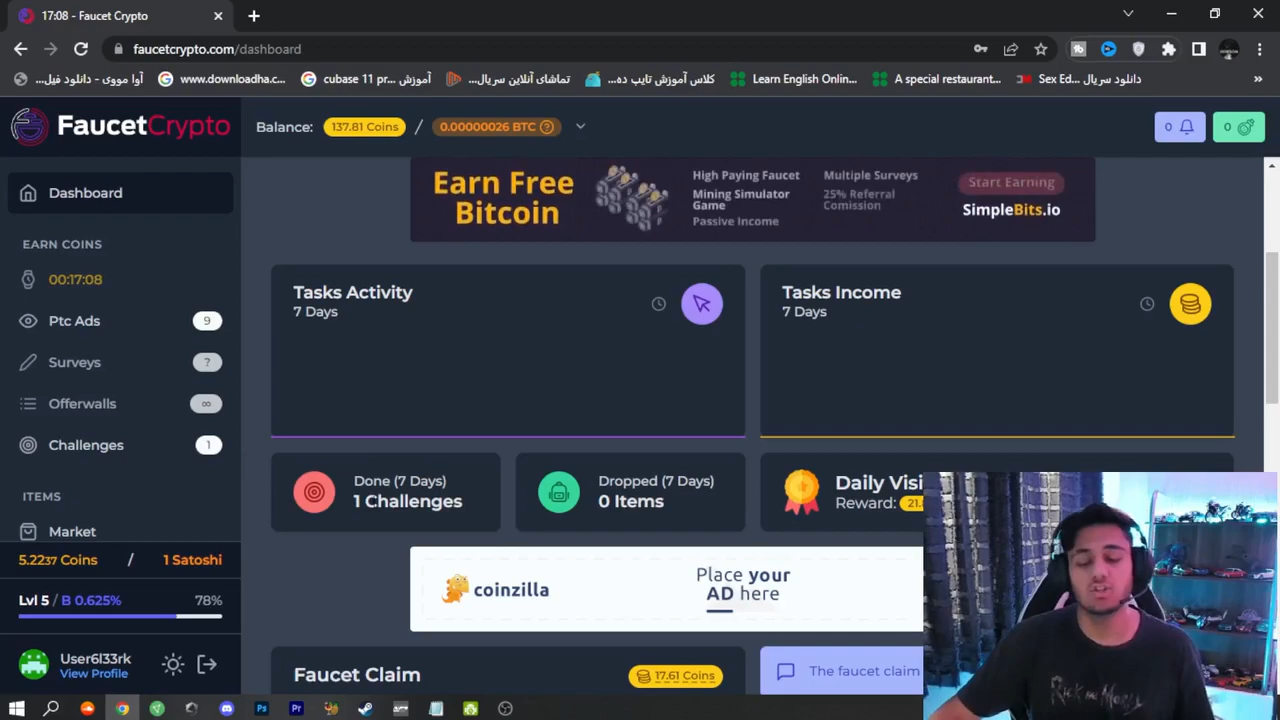 17:08 - Faucet Crypto
faucetcrypto.com/dashboard
آوا مووی - دانلود فیل...
www.downloadha.c...
آموزش cubase 11 pr...
تماشای آنلاین سریال...
کلاس آموزش تایپ ده...
Learn English Onlin...
A special restaurant...
دانلود سریال Sex Ed...
»
FaucetCrypto
Balance:
137.81 Coins
/
0.00000026 BTC
0
0
Dashboard
EARN COINS
00:17:08
Ptc Ads
9
Surveys
?
Offerwalls
∞
Challenges
1
ITEMS
Market
5.2237 Coins / 1 Satoshi
Lvl 5 / B 0.625% 78%
User6l33rk
View Profile
Earn Free
Bitcoin
High Paying Faucet
Mining Simulator
Game
Passive Income
Multiple Surveys
25% Referral
Comission
Start Earning
SimpleBits.io
Tasks Activity
7 Days
Tasks Income
7 Days
Done (7 Days)
1 Challenges
Dropped (7 Days)
0 Items
Daily Visi
Reward: 21.
coinzilla
Place your
AD here
Faucet Claim
17.61 Coins
The faucet claim
RICK AND MORTY